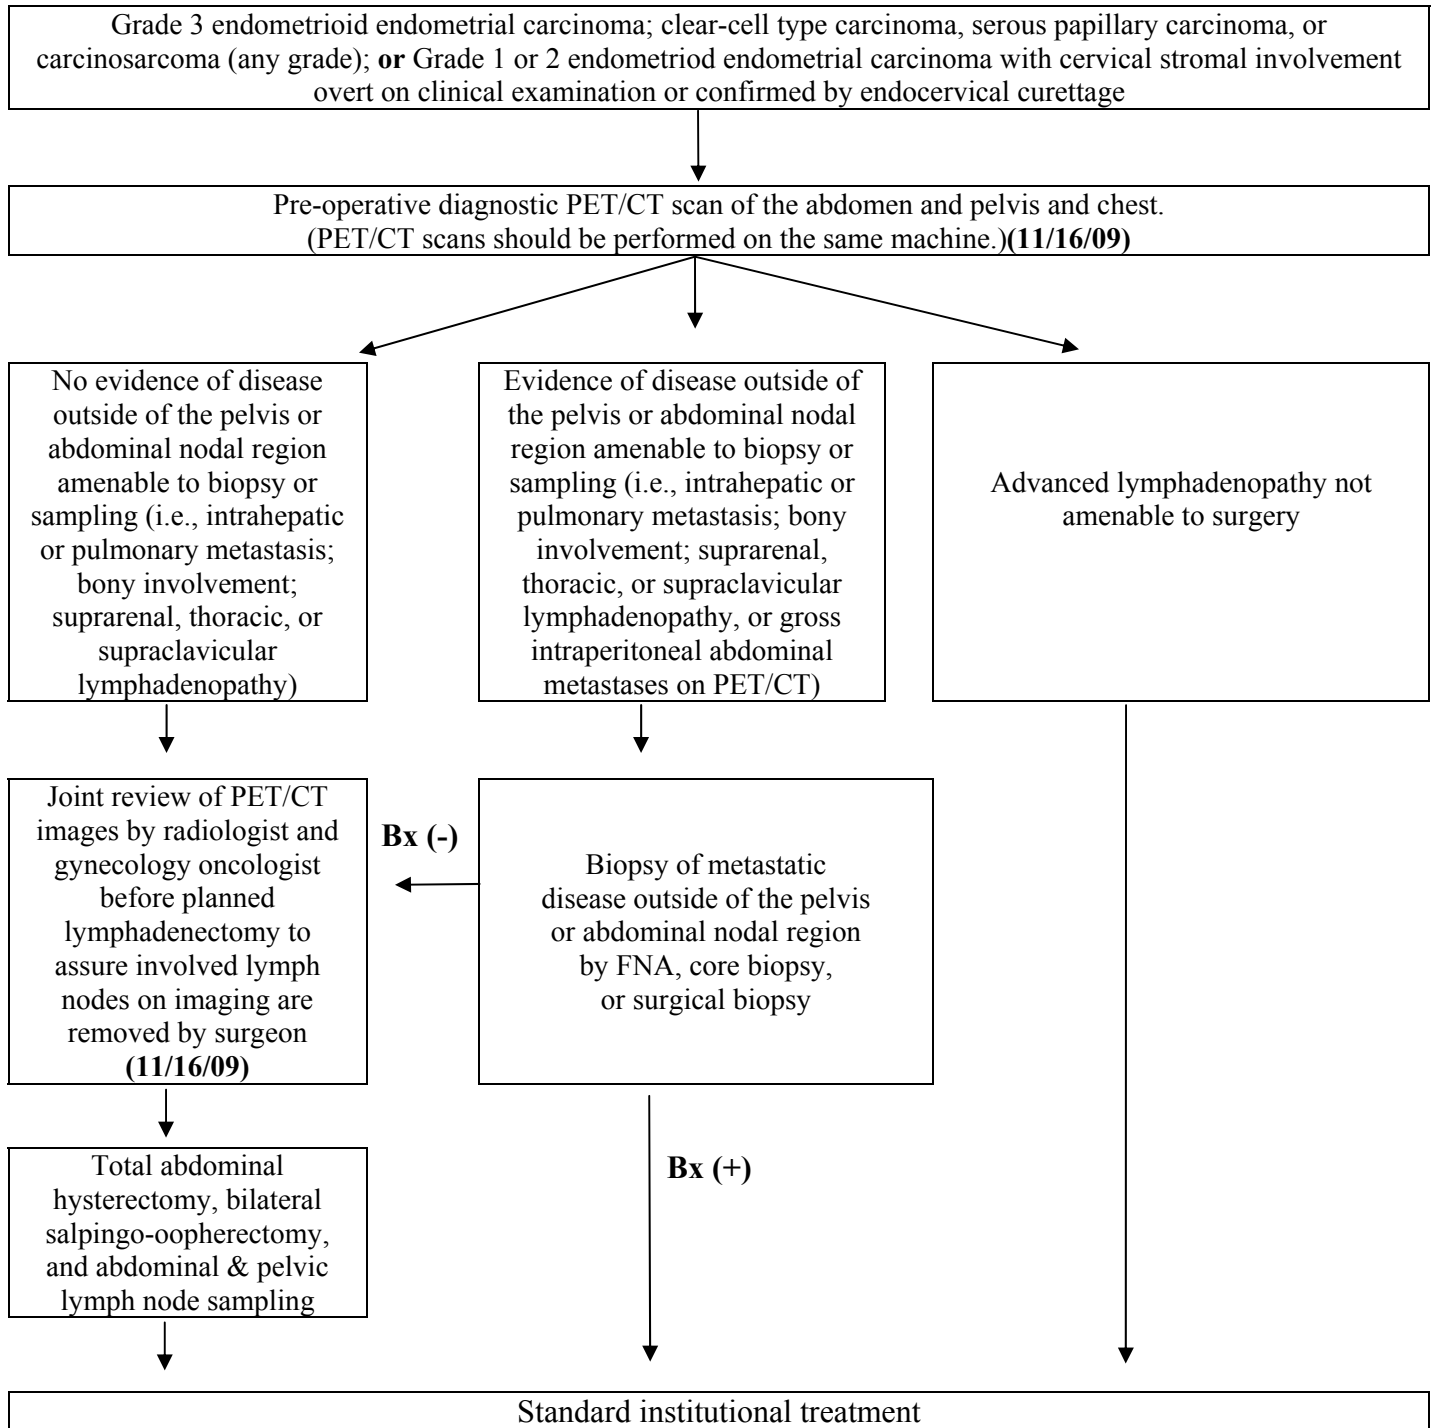 Grade 3 endometrioid endometrial carcinoma; clear-cell type carcinoma, serous papillary carcinoma, or
carcinosarcoma (any grade); or Grade 1 or 2 endometriod endometrial carcinoma with cervical stromal involvement
overt on clinical examination or confirmed by endocervical curettage
Pre-operative diagnostic PET/CT scan of the abdomen and pelvis and chest.
(PET/CT scans should be performed on the same machine.)(11/16/09)
No evidence of disease
outside of the pelvis or
abdominal nodal region
amenable to biopsy or
sampling (i.e., intrahepatic
or pulmonary metastasis;
bony involvement;
suprarenal, thoracic, or
supraclavicular
lymphadenopathy)
Evidence of disease outside of
the pelvis or abdominal nodal
region amenable to biopsy or
sampling (i.e., intrahepatic or
pulmonary metastasis; bony
involvement; suprarenal,
thoracic, or supraclavicular
lymphadenopathy, or gross
intraperitoneal abdominal
metastases on PET/CT)
Advanced lymphadenopathy not
amenable to surgery
Joint review of PET/CT
images by radiologist and
gynecology oncologist
before planned
lymphadenectomy to
assure involved lymph
nodes on imaging are
removed by surgeon
(11/16/09)
Bx (-)
Biopsy of metastatic
disease outside of the pelvis
or abdominal nodal region
by FNA, core biopsy,
or surgical biopsy
Total abdominal
hysterectomy, bilateral
salpingo-oopherectomy,
and abdominal & pelvic
lymph node sampling
Bx (+)
Standard institutional treatment